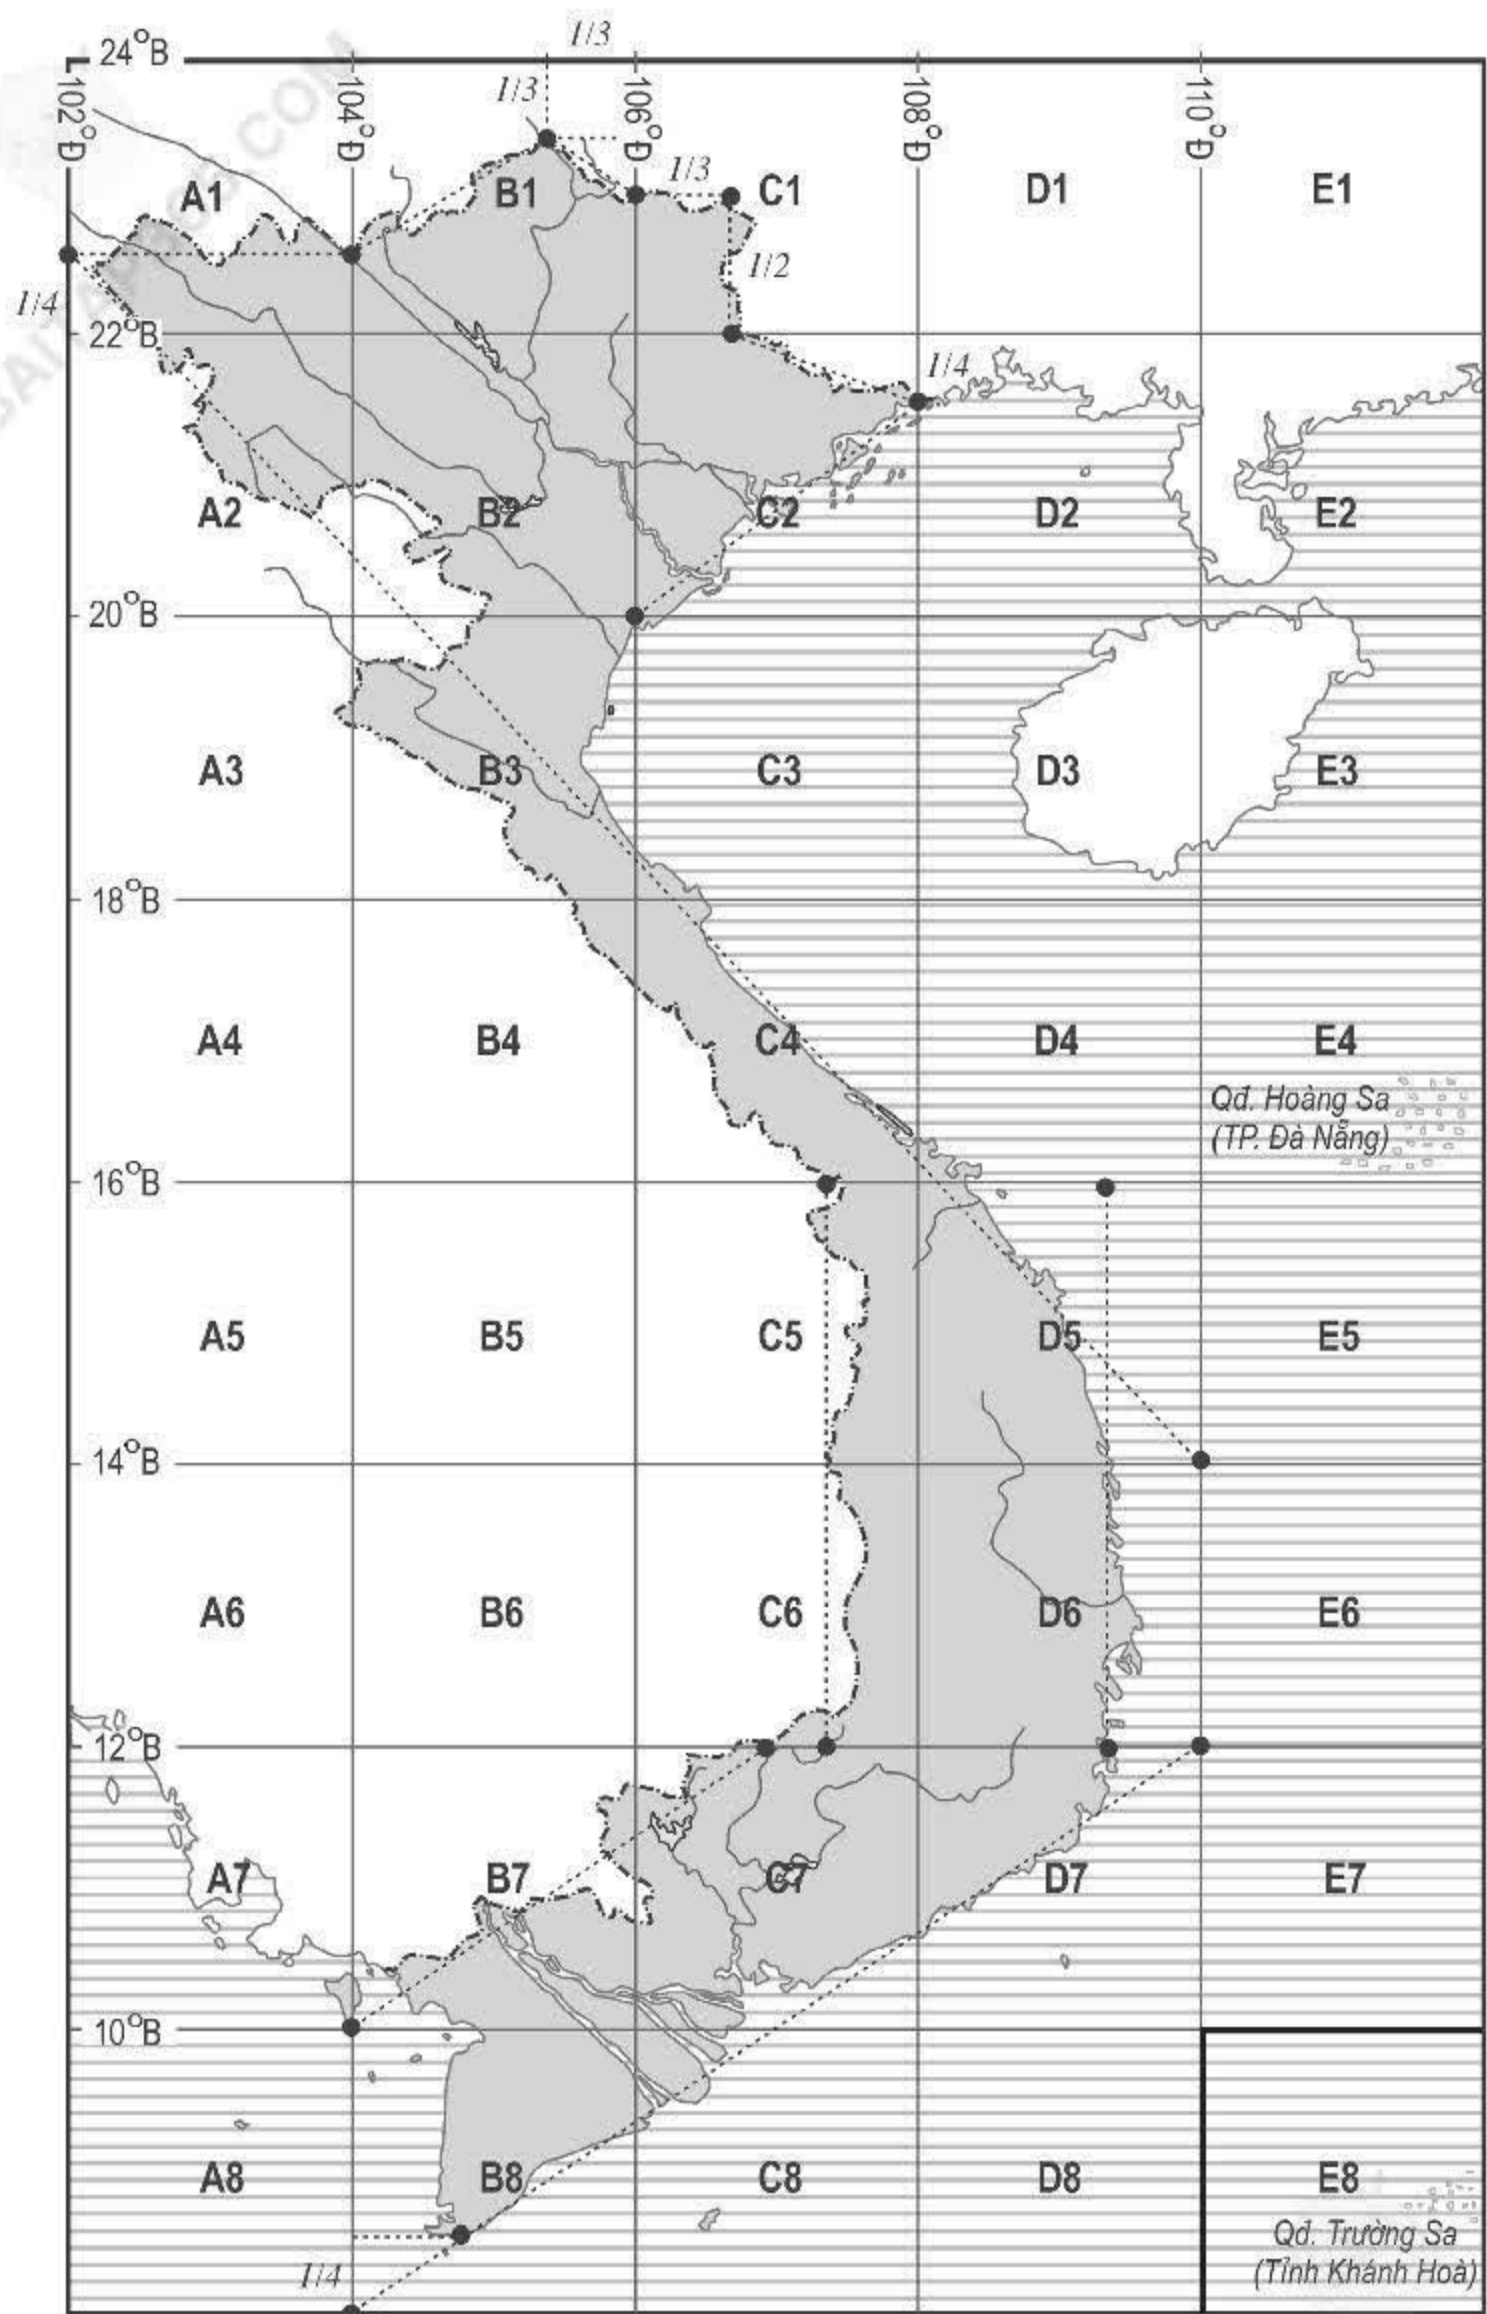 1/3
24°B
1/3
102°Đ 104°Đ 106°Đ 108°Đ 110°Đ
1/3
A1 B1 C1 D1 E1
1/2
1/4
22°B
1/4
A2 B2 C2 D2 E2
20°B
A3 B3 C3 D3 E3
18°B
A4 B4 C4 D4 E4
Qđ. Hoàng Sa
(TP. Đà Nẵng)
16°B
A5 B5 C5 D5 E5
14°B
A6 B6 C6 D6 E6
12°B
A7 B7 C7 D7 E7
10°B
A8 B8 C8 D8 E8
Qđ. Trường Sa
(Tỉnh Khánh Hoà)
1/4